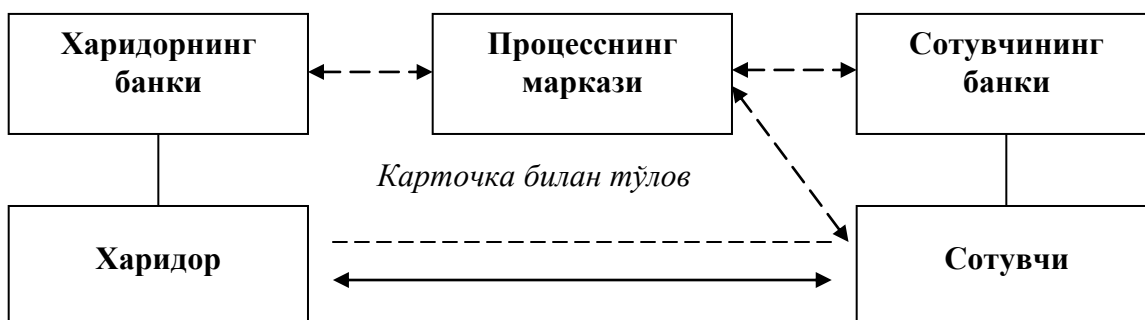 Харидорнинг
банки
Процесснинг
маркази
Сотувчининг
банки
Карточка билан тўлов
Харидор
Сотувчи